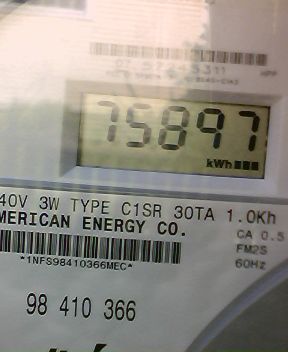 75897
kWh
40V 3W TYPE C1SR 30TA 1.0Kh
MERICAN ENERGY CO.
CA 0.5
FM2S
*1NFS98410366MEC*
60Hz
98 410 366